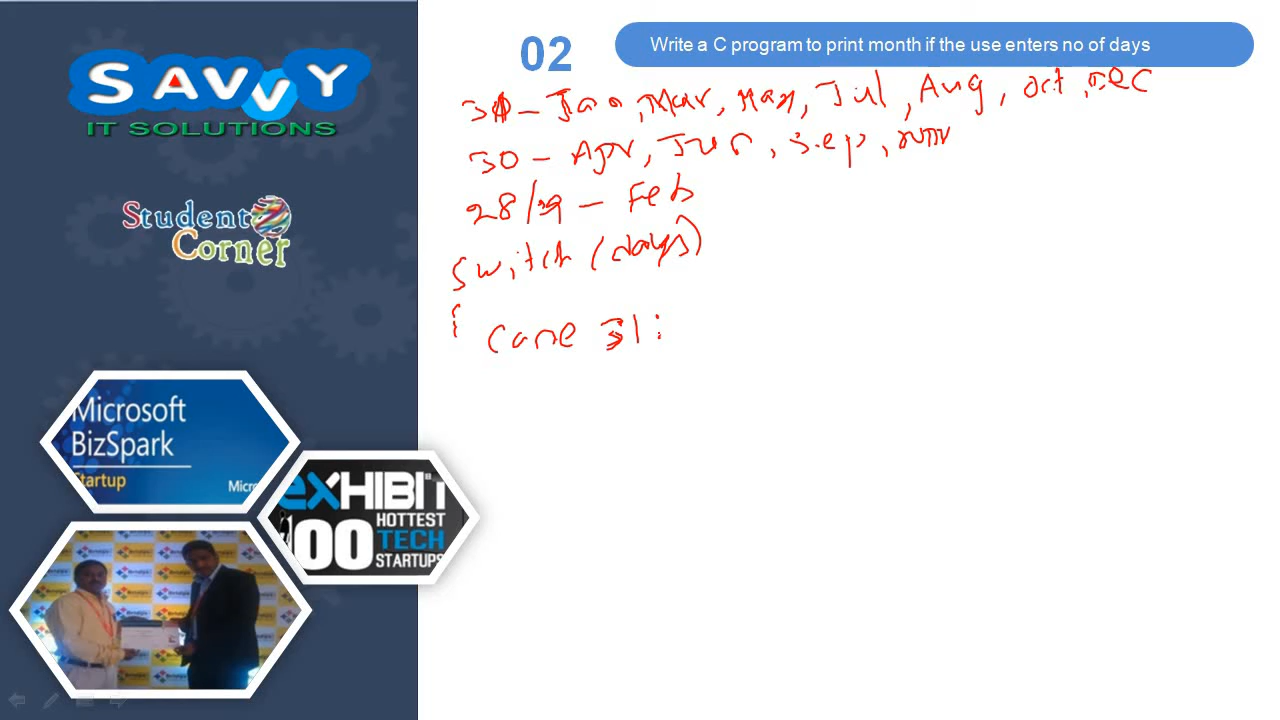 SAVVY
IT SOLUTIONS
Student
Corner
Microsoft
BizSpark
Startup
Micros
exHIBIT
100
HOTTEST
TECH
STARTUPS
02
Write a C program to print month if the use enters no of days
31 - Jan, Mar, May, Jul, Aug, Oct, Dec
30 - Apr, Jun, Sep, Nov
28/29 - Feb
Switch (days)
{
Case 31: